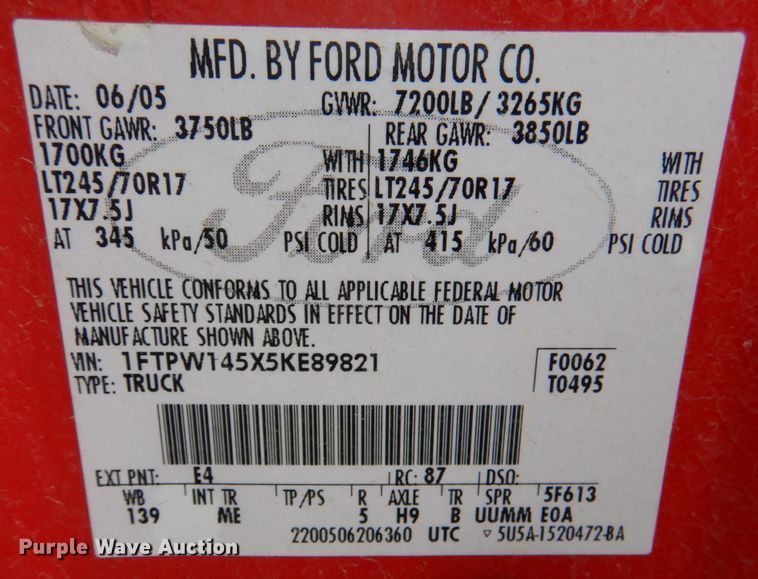 MFD. BY FORD MOTOR CO.
DATE: 06/05 GVWR: 7200LB/ 3265KG
FRONT GAWR: 3750LB REAR GAWR: 3850LB
1700KG WITH 1746KG WITH
LT245/70R17 TIRES LT245/70R17 TIRES
17X7.5J RIMS 17X7.5J RIMS
AT 345 kPa/50 PSI COLD AT 415 kPa/60 PSI COLD
Ford
THIS VEHICLE CONFORMS TO ALL APPLICABLE FEDERAL MOTOR
VEHICLE SAFETY STANDARDS IN EFFECT ON THE DATE OF
MANUFACTURE SHOWN ABOVE.
VIN: 1FTPW145X5KE89821 F0062
TYPE: TRUCK T0495
EXT PNT: E4 RC: 87 DSO:
WB INT TR TP/PS R AXLE TR SPR 5F613
139 ME 5 H9 B UUMM E0A
2200506206360 UTC ▽ 5U5A-1520472-BA
Purple Wave Auction
Purple Wave Auction